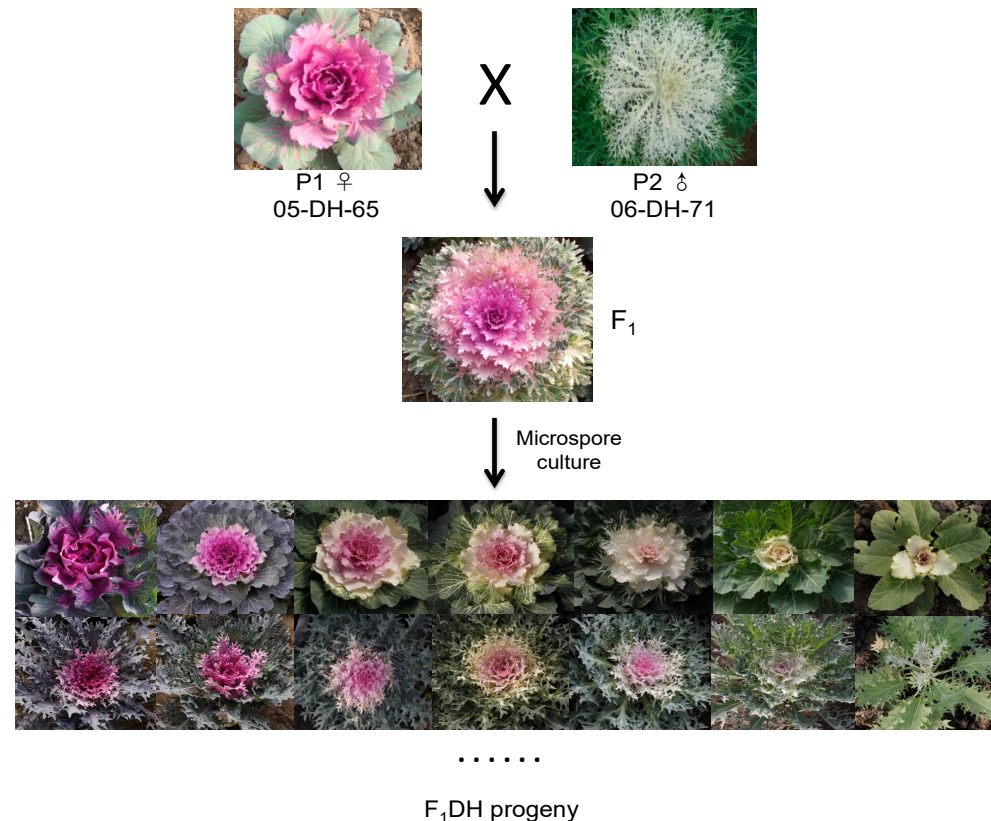 X
P1 ♀
05-DH-65
P2 ♂
06-DH-71
F₁
Microspore
culture
......
F₁DH progeny